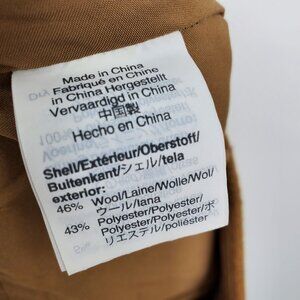 Made in China
Fabriqué en Chine
in China Hergestellt
Vervaardigd in China
中国製
Hecho en China
Shell/Extérieur/Oberstoff/
Buitenkant/シェル/tela
exterior:
46% Wool/Laine/Wolle/Wol/
ウール/lana
43% Polyester/Polyester/
Polyester/Polyester/ポ
リエステル/poliéster